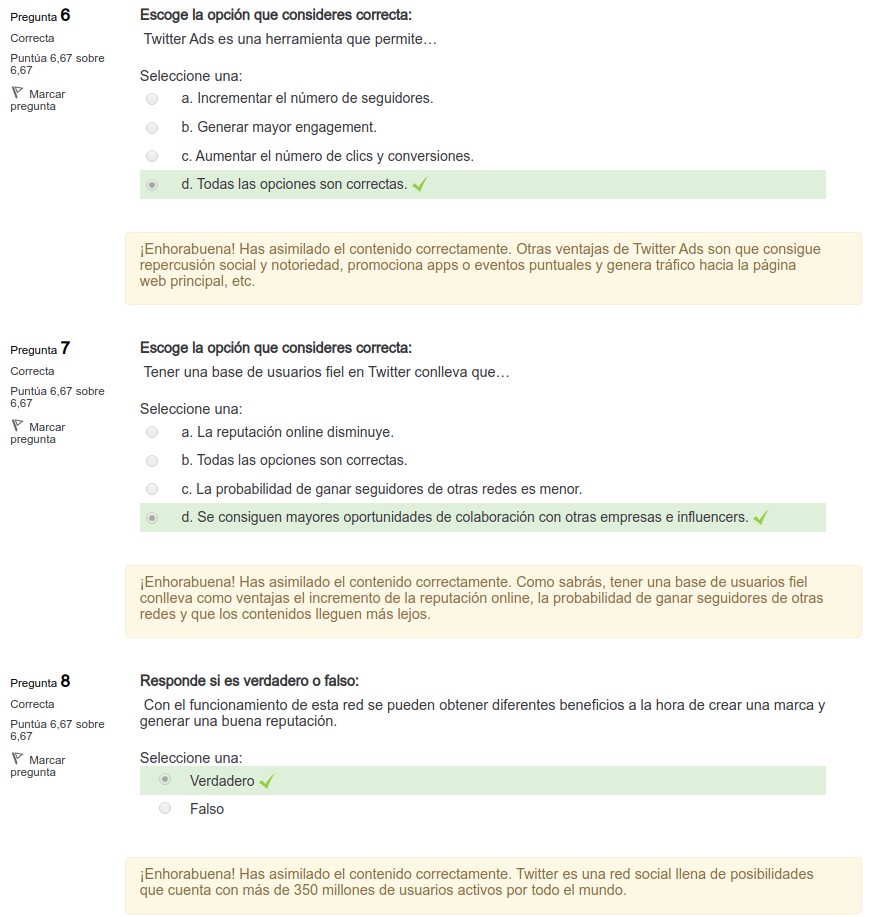 Pregunta 6
Correcta
Puntúa 6,67 sobre
6,67
Marcar
pregunta
Escoge la opción que consideres correcta:
Twitter Ads es una herramienta que permite…
Seleccione una:
a. Incrementar el número de seguidores.
b. Generar mayor engagement.
c. Aumentar el número de clics y conversiones.
d. Todas las opciones son correctas.
¡Enhorabuena! Has asimilado el contenido correctamente. Otras ventajas de Twitter Ads son que consigue
repercusión social y notoriedad, promociona apps o eventos puntuales y genera tráfico hacia la página
web principal, etc.
Pregunta 7
Correcta
Puntúa 6,67 sobre
6,67
Marcar
pregunta
Escoge la opción que consideres correcta:
Tener una base de usuarios fiel en Twitter conlleva que…
Seleccione una:
a. La reputación online disminuye.
b. Todas las opciones son correctas.
c. La probabilidad de ganar seguidores de otras redes es menor.
d. Se consiguen mayores oportunidades de colaboración con otras empresas e influencers.
¡Enhorabuena! Has asimilado el contenido correctamente. Como sabrás, tener una base de usuarios fiel
conlleva como ventajas el incremento de la reputación online, la probabilidad de ganar seguidores de otras
redes y que los contenidos lleguen más lejos.
Pregunta 8
Correcta
Puntúa 6,67 sobre
6,67
Marcar
pregunta
Responde si es verdadero o falso:
Con el funcionamiento de esta red se pueden obtener diferentes beneficios a la hora de crear una marca y
generar una buena reputación.
Seleccione una:
Verdadero
Falso
¡Enhorabuena! Has asimilado el contenido correctamente. Twitter es una red social llena de posibilidades
que cuenta con más de 350 millones de usuarios activos por todo el mundo.